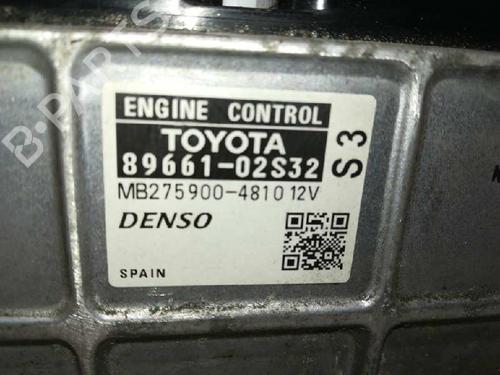 ENGINE CONTROL
TOYOTA
89661-02S32
S3
MB275900-4810 12V
DENSO
SPAIN
B-PARTS